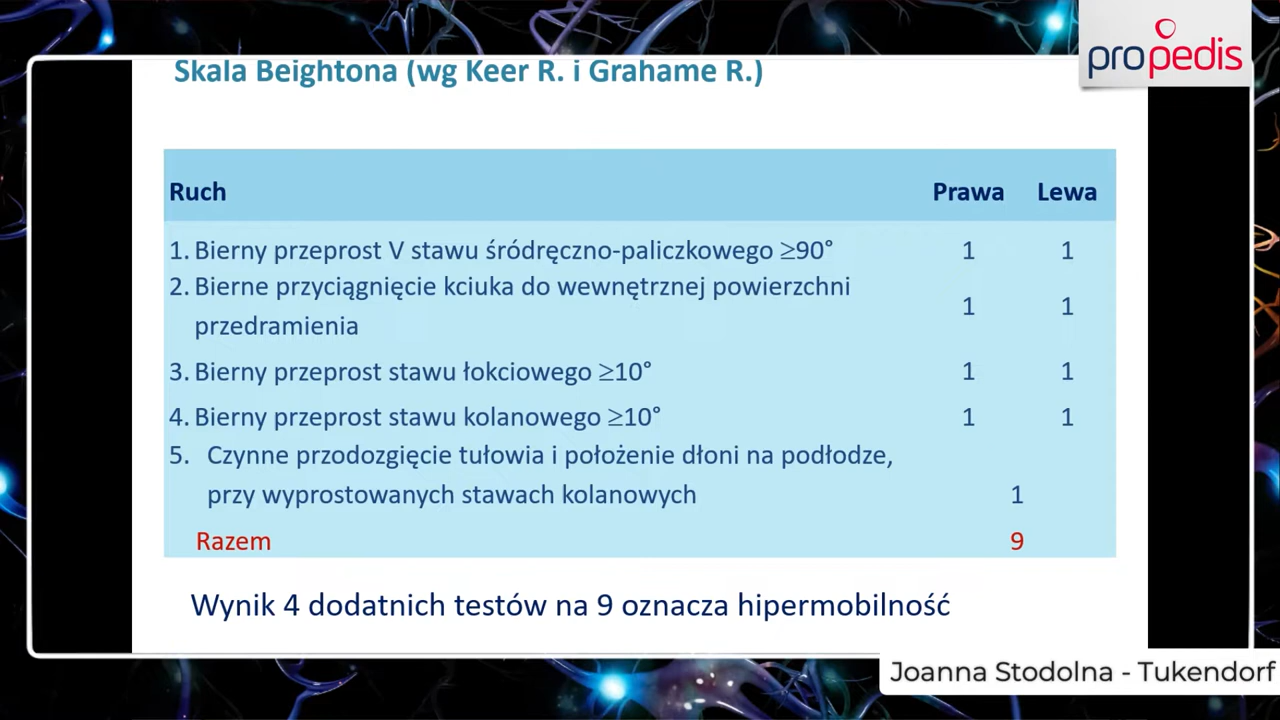 propedis
Skala Beightona (wg Keer R. i Grahame R.)
Ruch Prawa Lewa
1. Bierny przeprost V stawu śródręczno-paliczkowego ≥90° 1 1
2. Bierne przyciągnięcie kciuka do wewnętrznej powierzchni
przedramienia 1 1
3. Bierny przeprost stawu łokciowego ≥10° 1 1
4. Bierny przeprost stawu kolanowego ≥10° 1 1
5. Czynne przodozgięcie tułowia i położenie dłoni na podłodze,
przy wyprostowanych stawach kolanowych 1
Razem 9
Wynik 4 dodatnich testów na 9 oznacza hipermobilność
Joanna Stodolna - Tukendorf